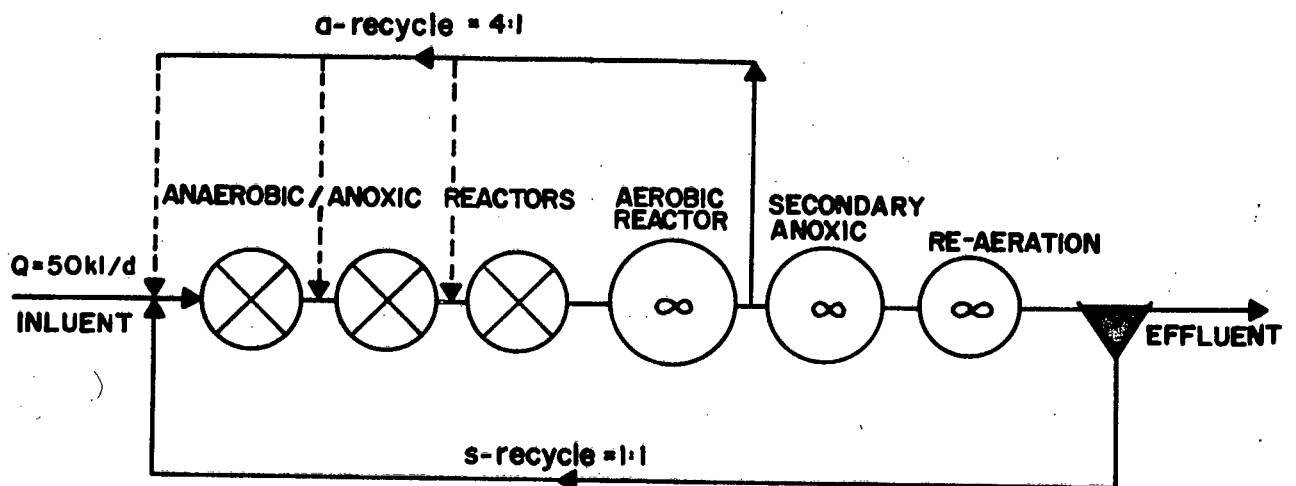 a-recycle = 4:1
ANAEROBIC/ANOXIC REACTORS
AEROBIC
REACTOR
SECONDARY
ANOXIC
RE-AERATION
Q=50kl/d
INLUENT
EFFLUENT
s-recycle =1:1